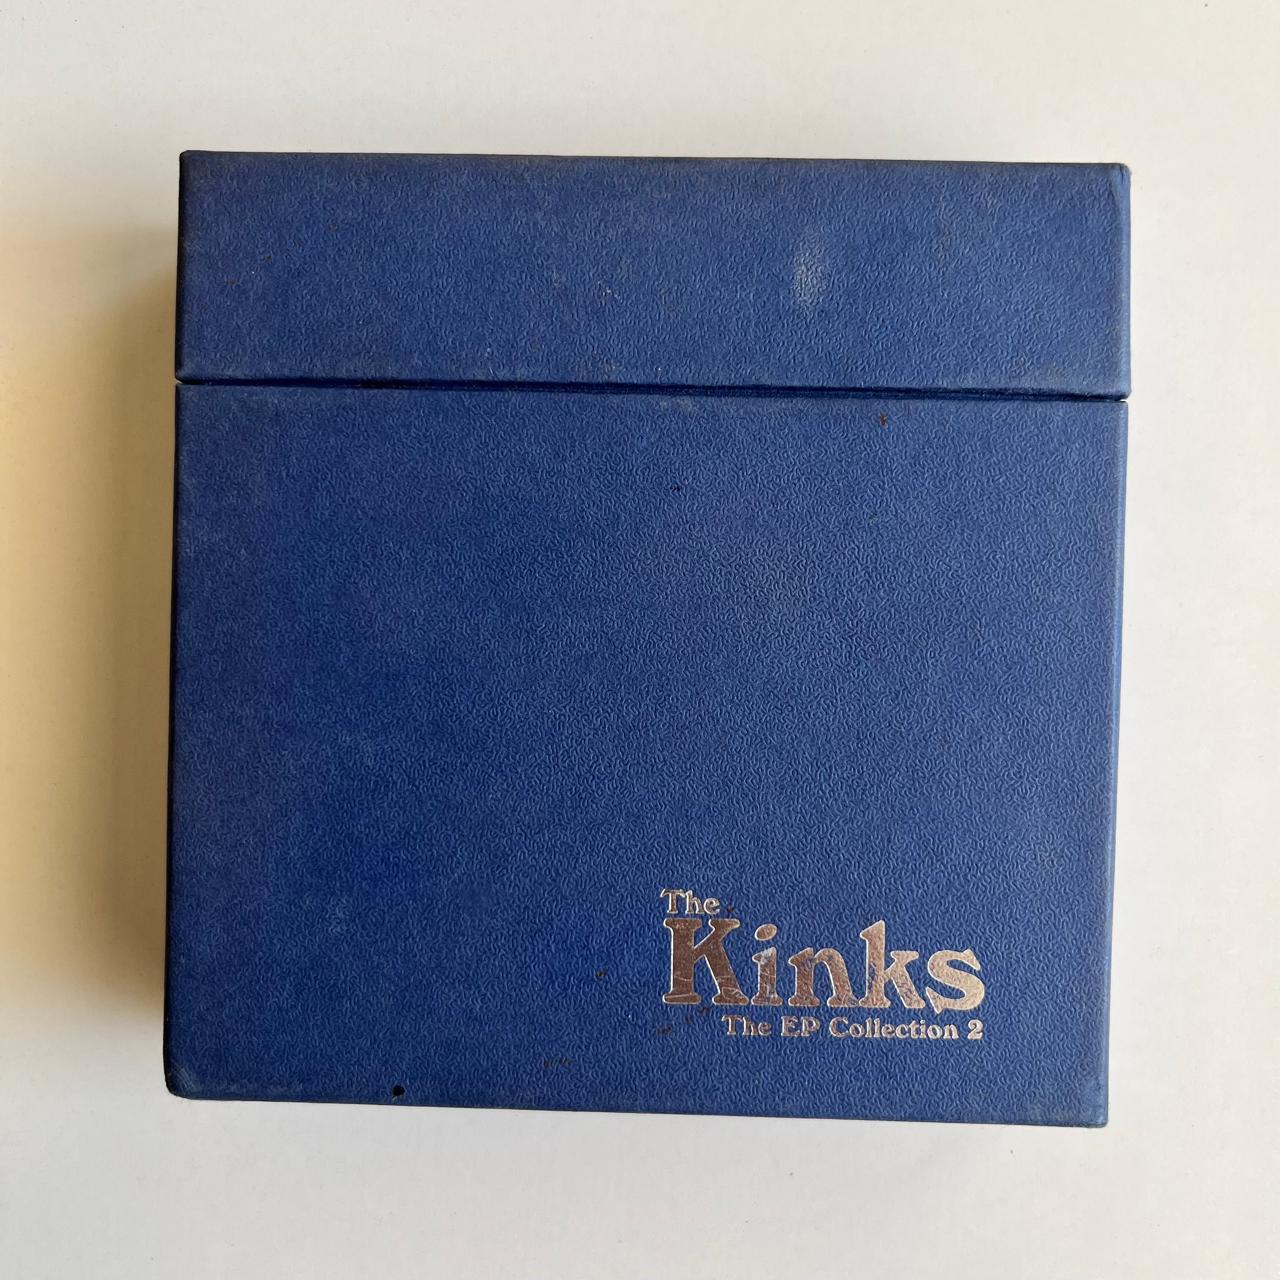 The
Kinks
The EP Collection 2